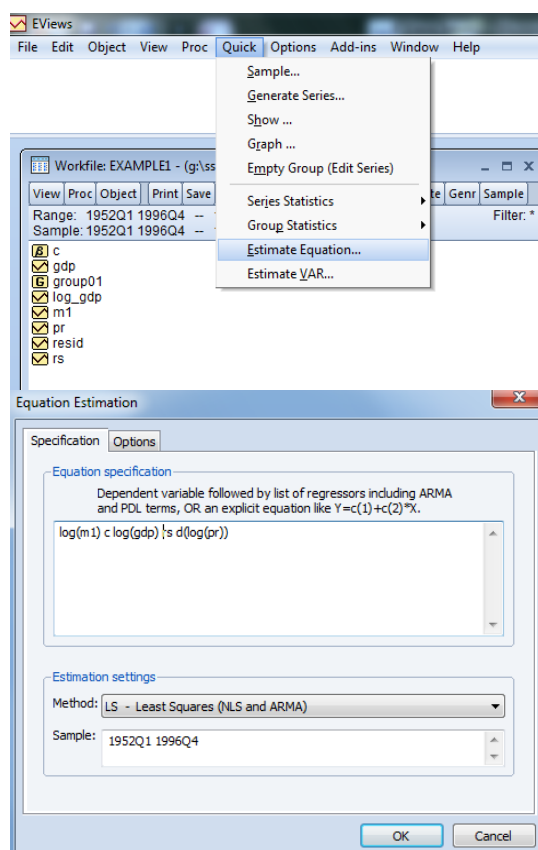 EViews
File Edit Object View Proc Quick Options Add-ins Window Help
Sample...
Generate Series...
Show ...
Graph ...
Empty Group (Edit Series)
Series Statistics
Group Statistics
Estimate Equation...
Estimate VAR...
Workfile: EXAMPLE1 - (g:\ss
View Proc Object Print Save te Genr Sample
Range: 1952Q1 1996Q4 -- Filter: *
Sample: 1952Q1 1996Q4 --
B c
gdp
G group01
log_gdp
m1
pr
resid
rs
Equation Estimation
Specification Options
Equation specification
Dependent variable followed by list of regressors including ARMA
and PDL terms, OR an explicit equation like Y=c(1)+c(2)*X.
log(m1) c log(gdp) rs d(log(pr))
Estimation settings
Method: LS - Least Squares (NLS and ARMA)
Sample: 1952Q1 1996Q4
OK Cancel